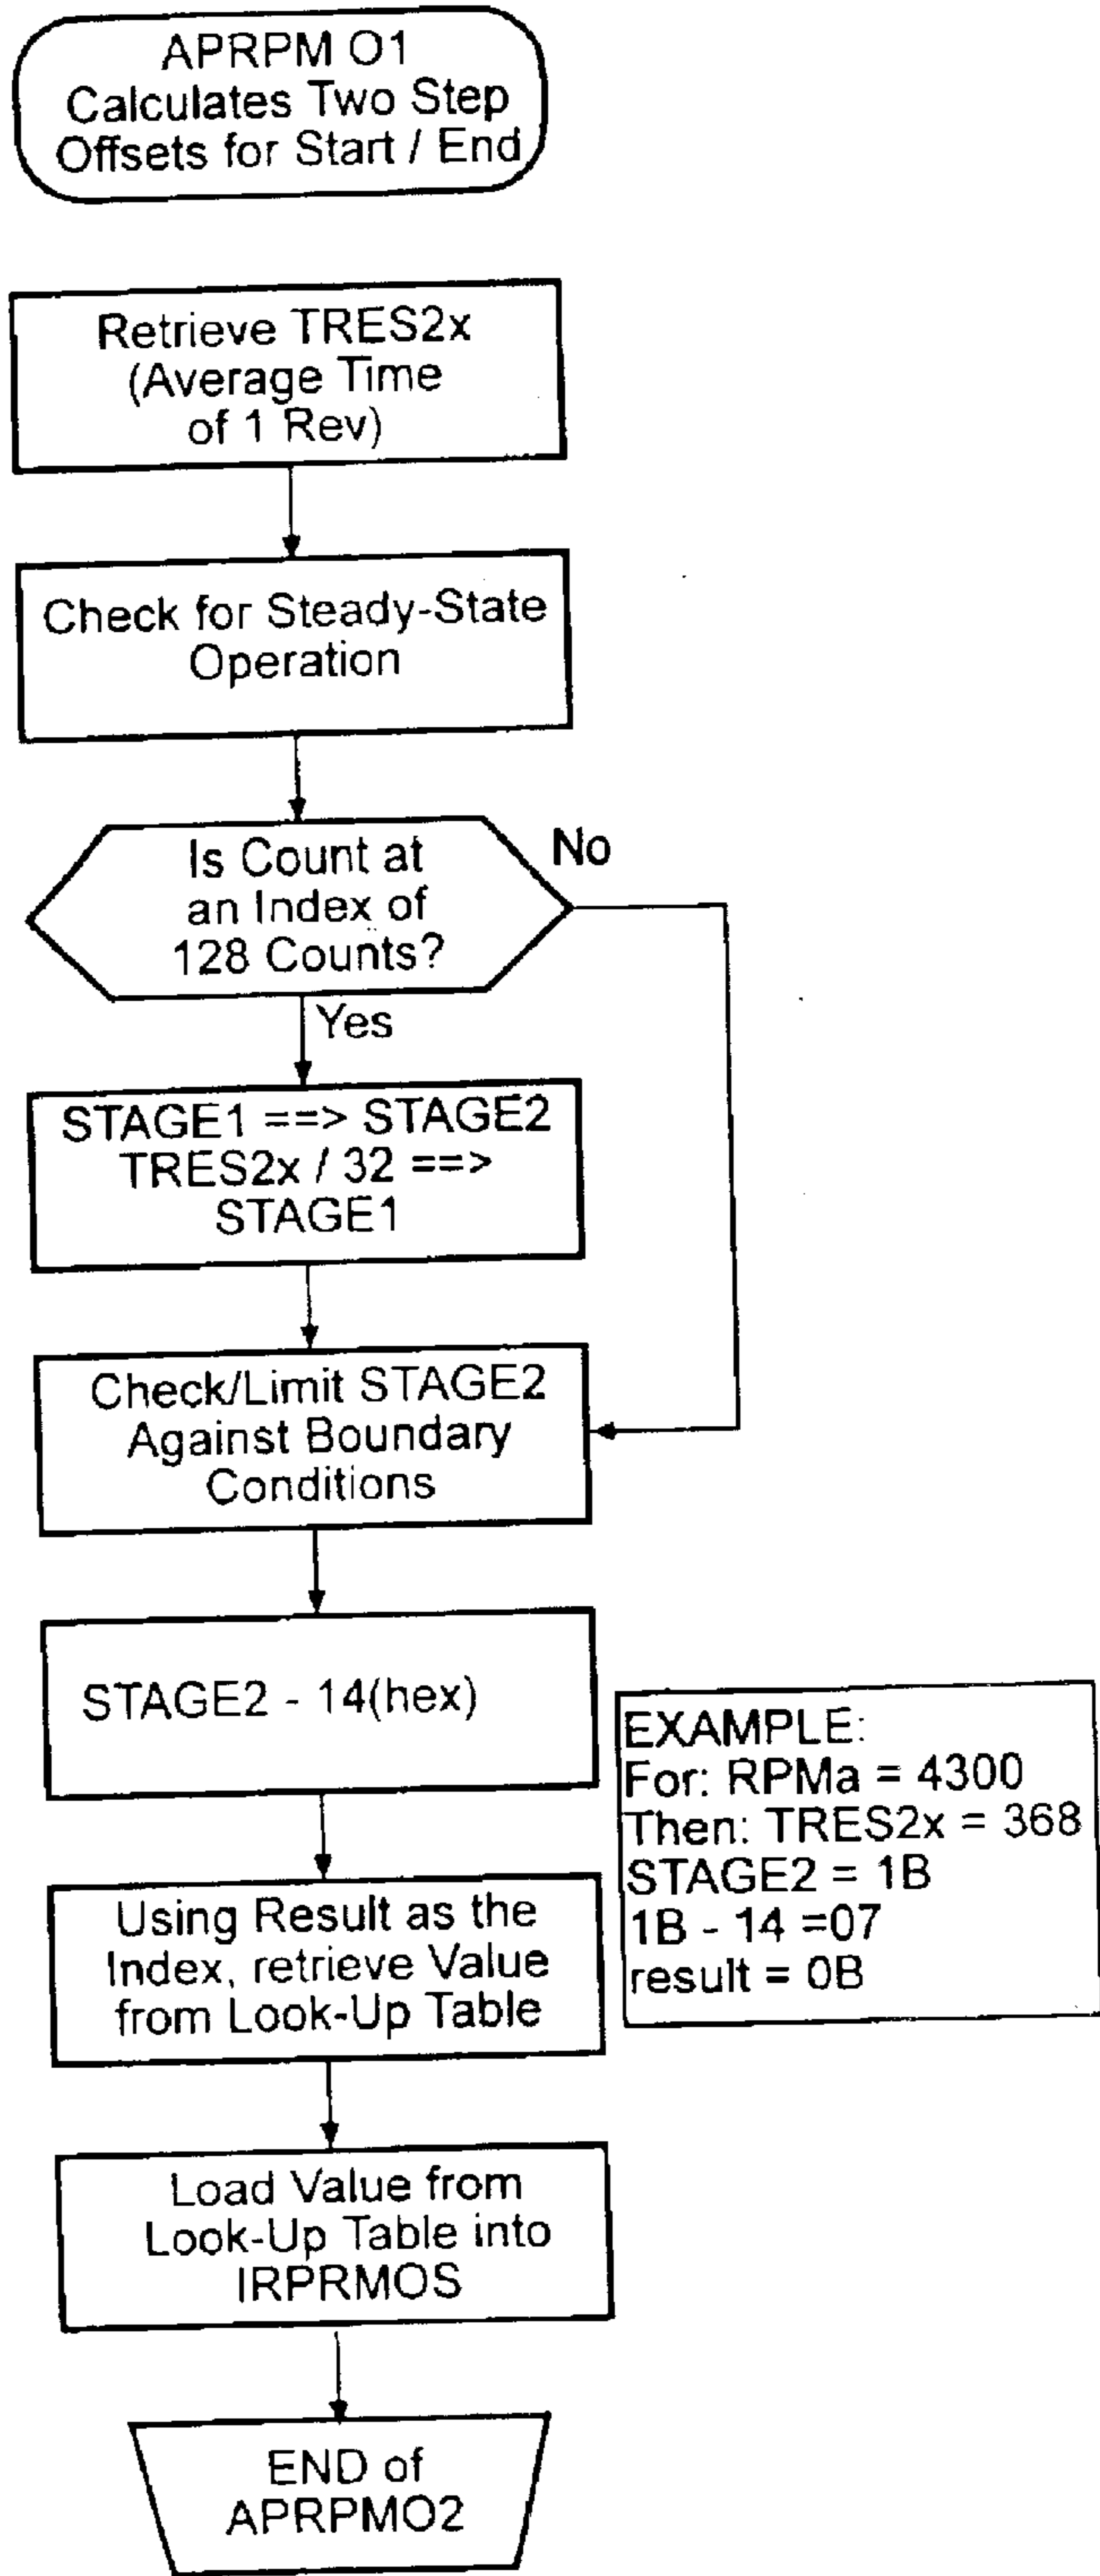 APRPM O1
Calculates Two Step
Offsets for Start / End
Retrieve TRES2x
(Average Time
of 1 Rev)
Check for Steady-State
Operation
Is Count at
an Index of
128 Counts?
No
Yes
STAGE1 ==> STAGE2
TRES2x / 32 ==>
STAGE1
Check/Limit STAGE2
Against Boundary
Conditions
STAGE2 - 14(hex)
EXAMPLE:
For: RPMa = 4300
Then: TRES2x = 368
STAGE2 = 1B
1B - 14 =07
result = 0B
Using Result as the
Index, retrieve Value
from Look-Up Table
Load Value from
Look-Up Table into
IRPRMOS
END of
APRPMO2